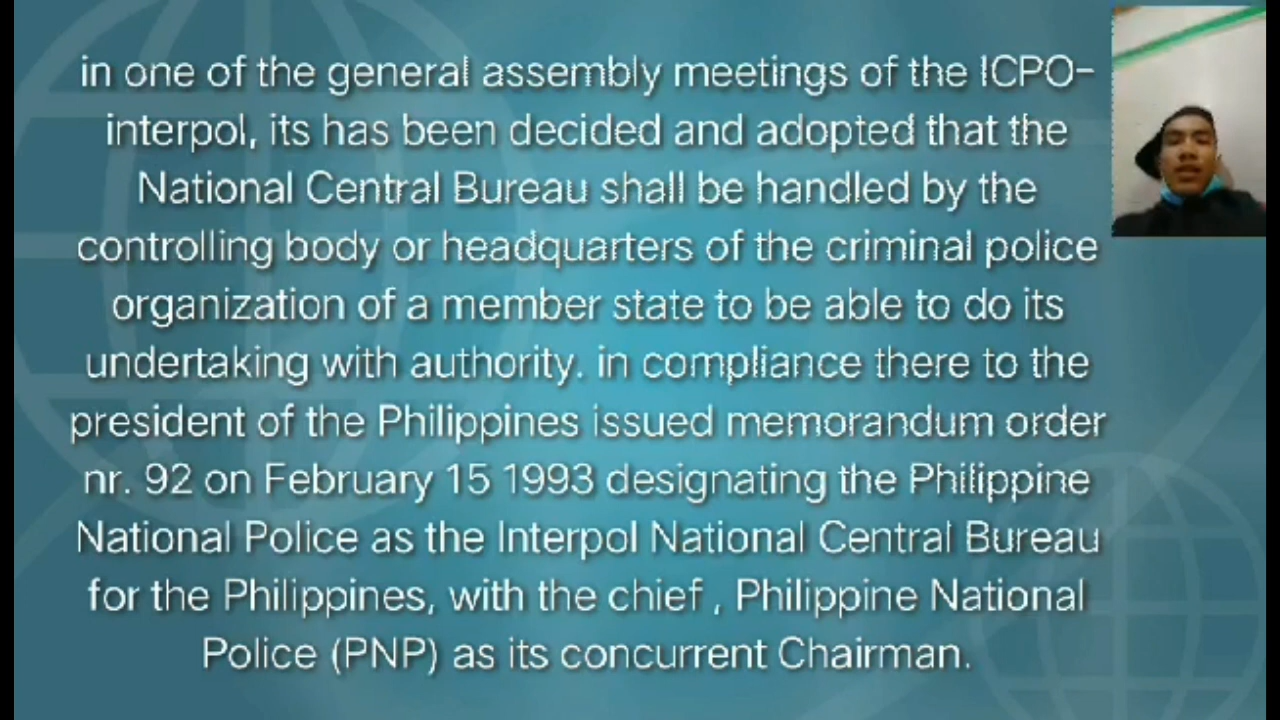 in one of the general assembly meetings of the ICPO-
interpol, its has been decided and adopted that the
National Central Bureau shall be handled by the
controlling body or headquarters of the criminal police
organization of a member state to be able to do its
undertaking with authority. in compliance there to the
president of the Philippines issued memorandum order
nr. 92 on February 15 1993 designating the Philippine
National Police as the Interpol National Central Bureau
for the Philippines, with the chief , Philippine National
Police (PNP) as its concurrent Chairman.